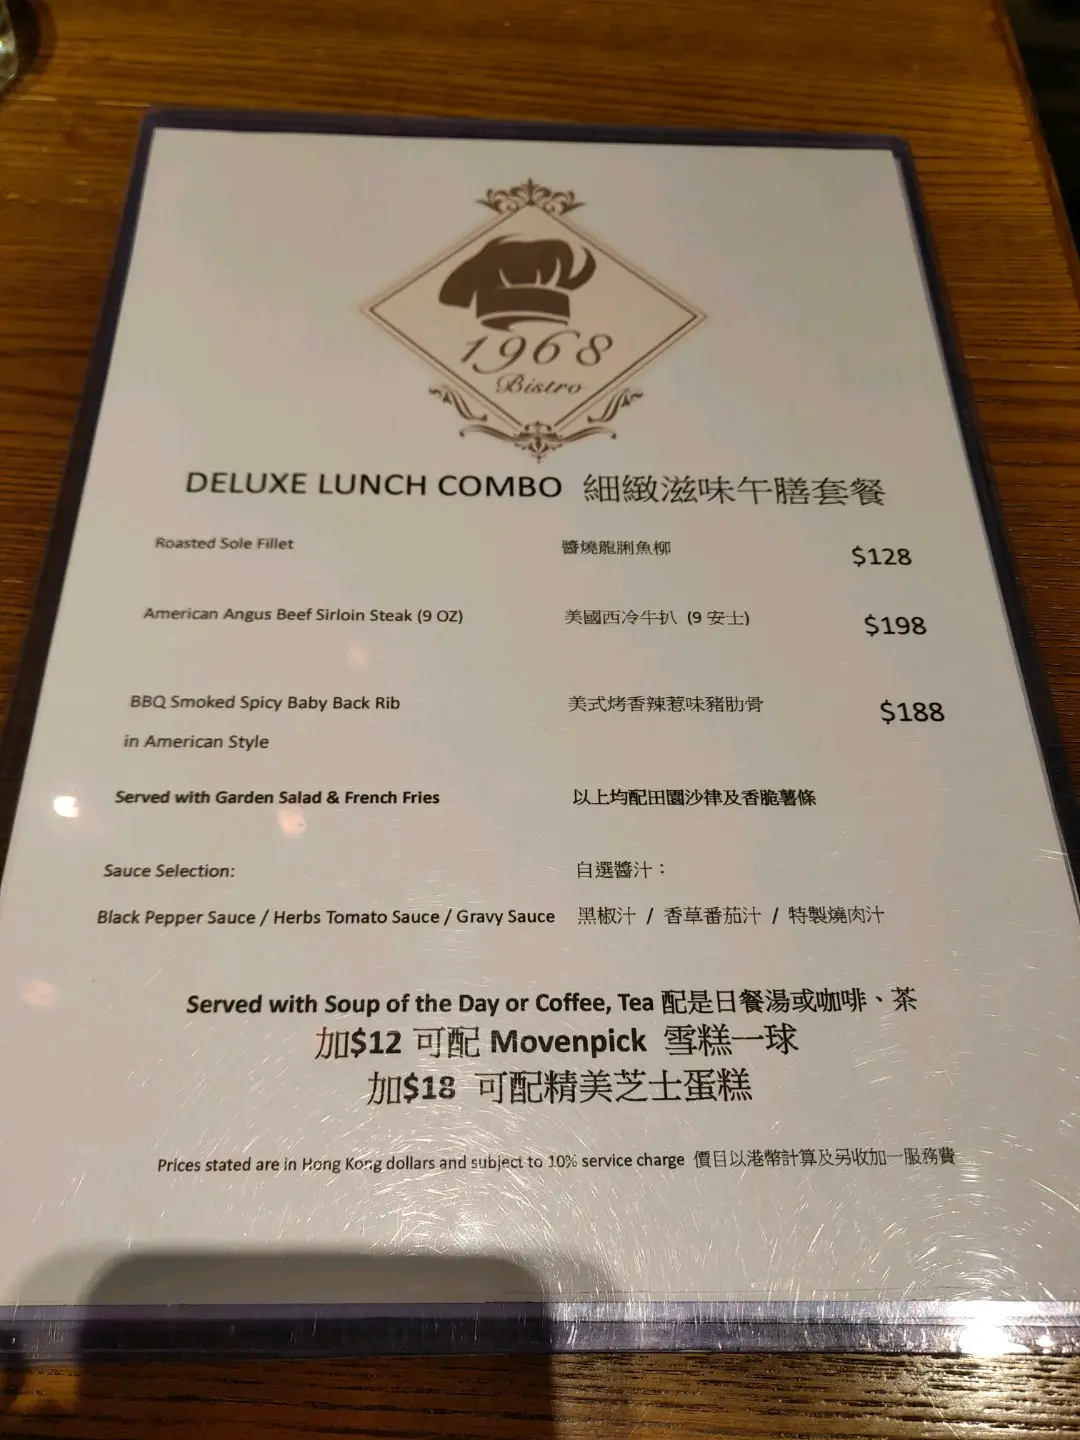 1968
Bistro
DELUXE LUNCH COMBO 細緻滋味午膳套餐
Roasted Sole Fillet 醬燒龍脷魚柳 $128
American Angus Beef Sirloin Steak (9 OZ) 美國西冷牛扒 (9 安士) $198
BBQ Smoked Spicy Baby Back Rib 美式烤香辣惹味豬肋骨 $188
in American Style
Served with Garden Salad & French Fries 以上均配田園沙律及香脆薯條
Sauce Selection: 自選醬汁：
Black Pepper Sauce / Herbs Tomato Sauce / Gravy Sauce 黑椒汁 / 香草番茄汁 / 特製燒肉汁
Served with Soup of the Day or Coffee, Tea 配是日餐湯或咖啡、茶
加$12 可配 Movenpick 雪糕一球
加$18 可配精美芝士蛋糕
Prices stated are in Hong Kong dollars and subject to 10% service charge 價目以港幣計算及另收加一服務費